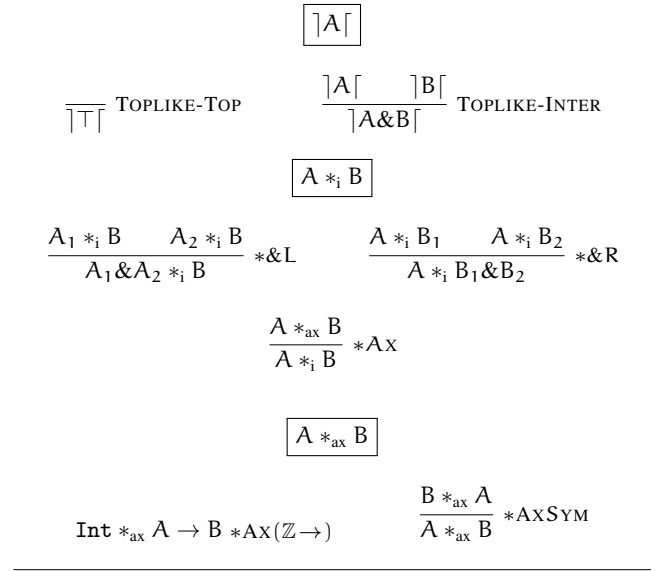 ⌉A⌈
⌉⊤⌈ TOPLIKE-TOP
⌉A⌈ ⌉B⌈
⌉A&B⌈ TOPLIKE-INTER
A ∗i B
A1 ∗i B A2 ∗i B
A1&A2 ∗i B ∗&L
A ∗i B1 A ∗i B2
A ∗i B1&B2 ∗&R
A ∗ax B
A ∗i B ∗AX
A ∗ax B
Int ∗ax A → B ∗AX(ℤ→)
B ∗ax A
A ∗ax B ∗AXSYM